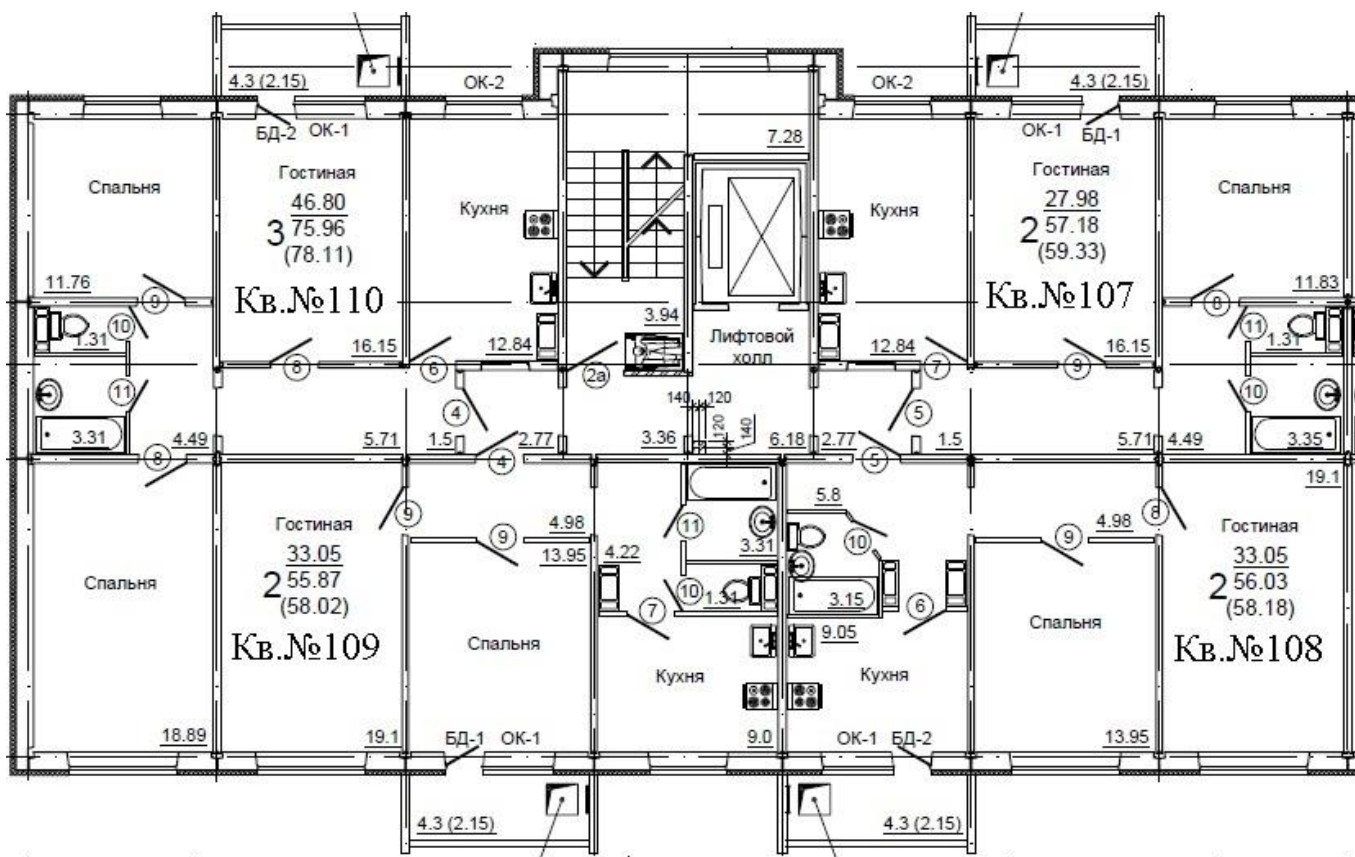 4.3 (2.15)
ОК-2
ОК-2
4.3 (2.15)
БД-2
ОК-1
7.28
ОК-1
БД-1
Спальня
Гостиная
46.80
3 75.96
(78.11)
Кв.№110
Кухня
Кухня
Гостиная
27.98
2 57.18
(59.33)
Кв.№107
Спальня
11.76
9
10
1.31
16.15
8
12.84
6
3.94
2а
Лифтовой
холл
12.84
7
16.15
9
11.83
8
11
1.31
11
3.31
4.49
8
5.71
1.5
4
2.77
4
3.36
140
120
120
140
6.18
2.77
5
5
1.5
5.71
4.49
10
3.35
19.1
Спальня
18.89
Гостиная
33.05
2 55.87
(58.02)
Кв.№109
19.1
9
4.98
9
13.95
Спальня
БД-1
ОК-1
11
3.31
4.22
10
1.31
7
Кухня
9.0
5.8
10
3.15
6
9.05
Кухня
ОК-1
БД-2
4.98
9
8
Спальня
13.95
Гостиная
33.05
2 56.03
(58.18)
Кв.№108
4.3 (2.15)
4.3 (2.15)